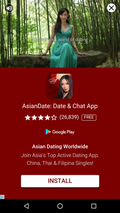 AsianDate: Date & Chat App
(26,839) FREE
Google Play
Asian Dating Worldwide
Join Asia's Top Active Dating App.
China, Thai & Filipina Singles!
INSTALL